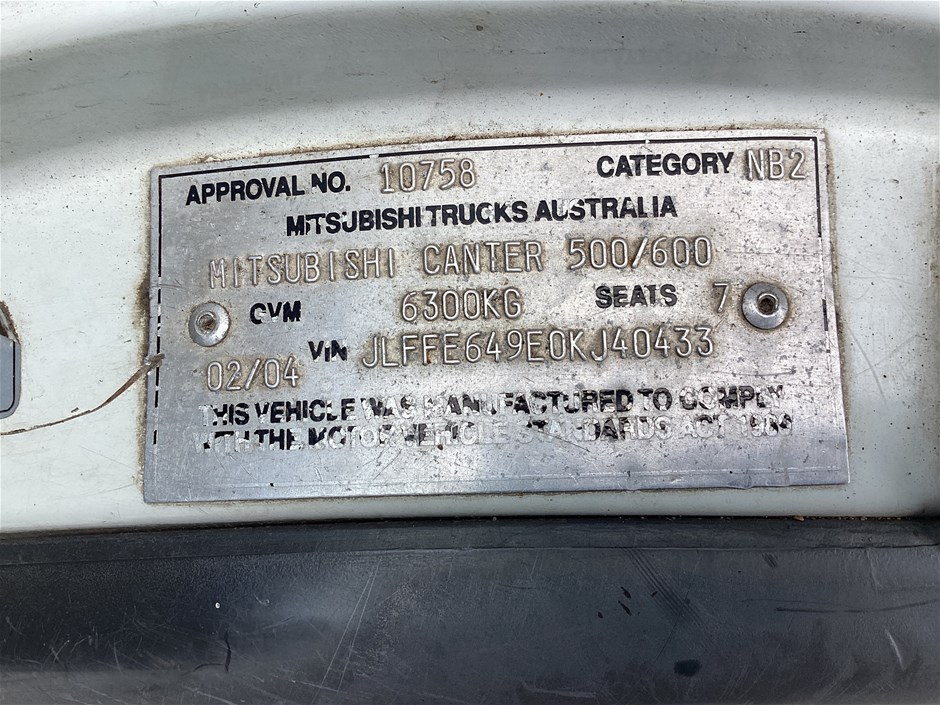 APPROVAL NO. 10758 CATEGORY NB2
MITSUBISHI TRUCKS AUSTRALIA
MITSUBISHI CANTER 500/600
GVM 6300KG SEATS 7
02/04 VIN JLFFE649E0KJ40433
THIS VEHICLE WAS MANUFACTURED TO COMPLY
WITH THE MOTOR VEHICLE STANDARDS ACT 1989